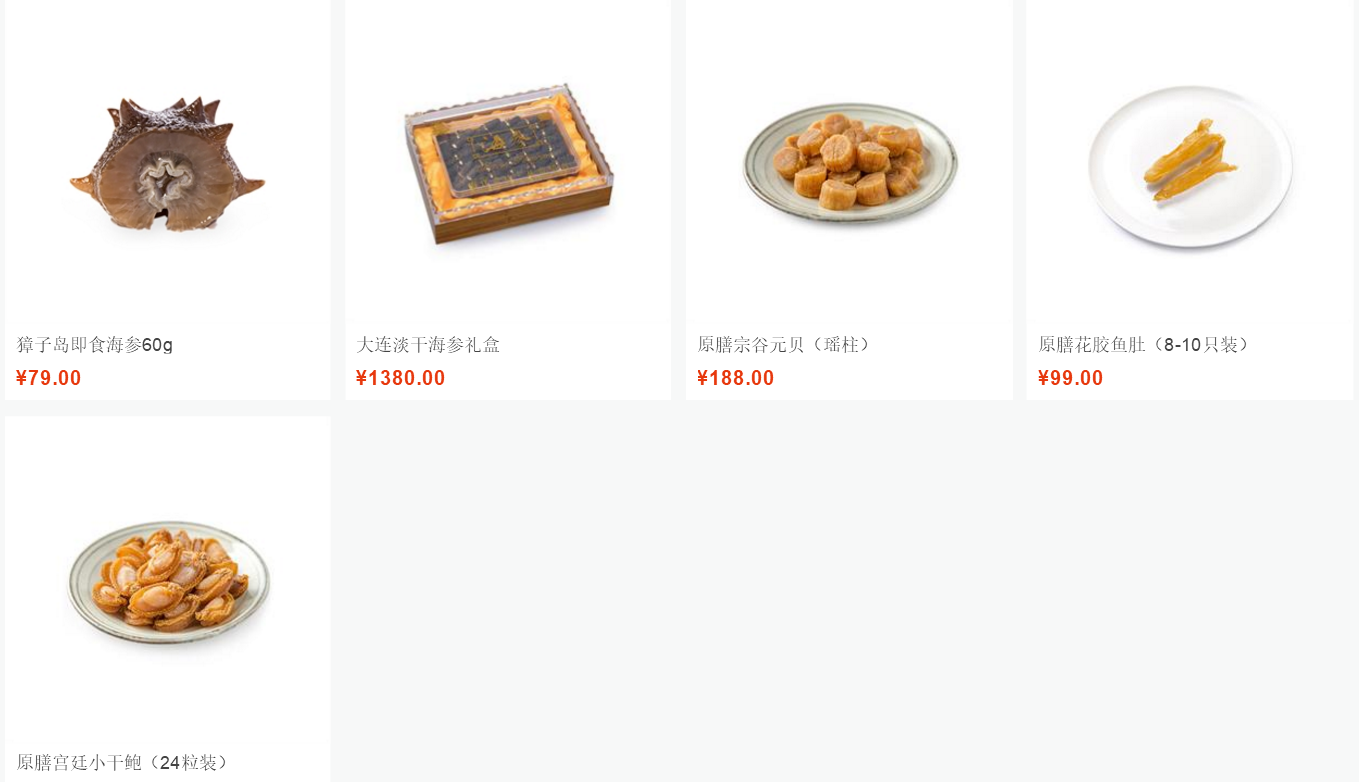 獐子岛即食海参60g
¥79.00
大连淡干海参礼盒
¥1380.00
原膳宗谷元贝（瑶柱）
¥188.00
原膳花胶鱼肚（8-10只装）
¥99.00
原膳宫廷小干鲍（24粒装）